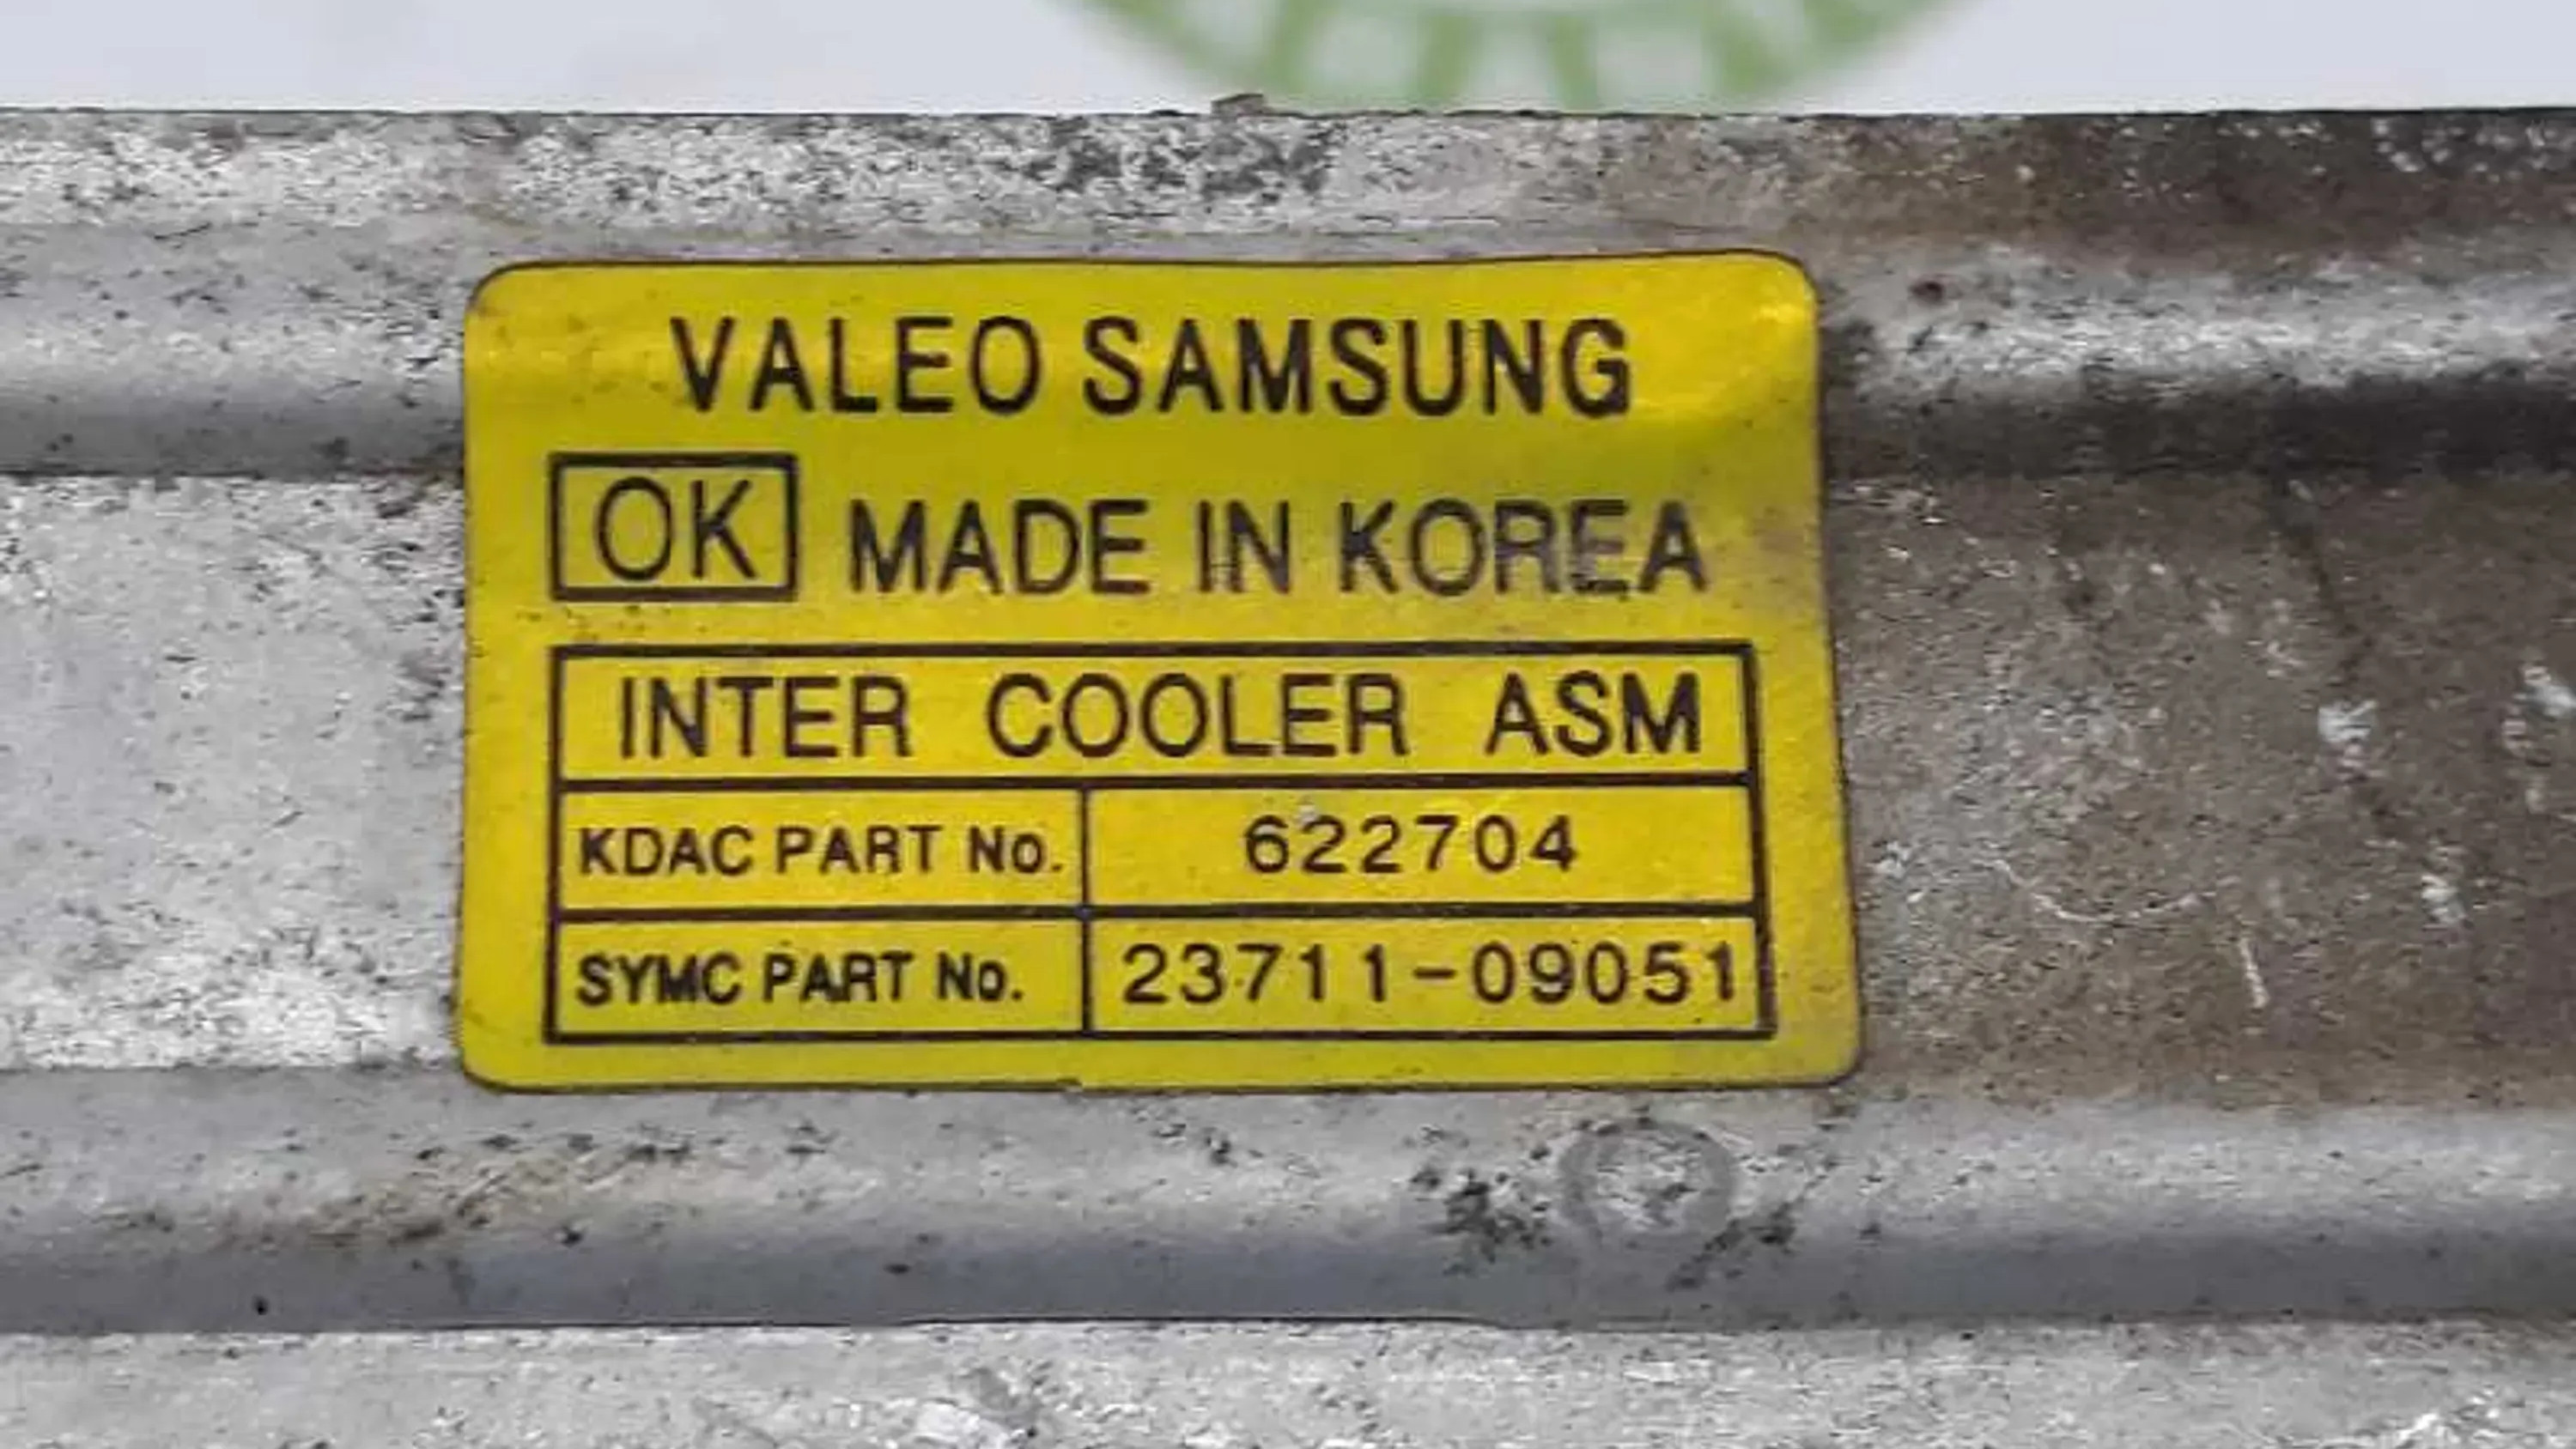 VALEO SAMSUNG
OK MADE IN KOREA
INTER COOLER ASM
KDAC PART No. 622704
SYMC PART No. 23711-09051